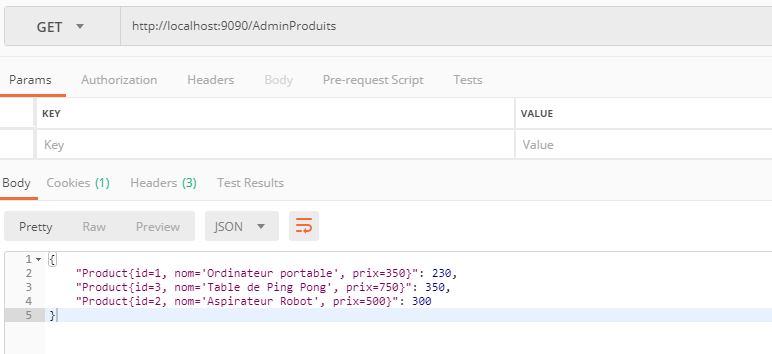 GET http://localhost:9090/AdminProduits
Params Authorization Headers Body Pre-request Script Tests
KEY VALUE
Key Value
Body Cookies (1) Headers (3) Test Results
Pretty Raw Preview JSON
1 {
2 "Product{id=1, nom='Ordinateur portable', prix=350}": 230,
3 "Product{id=3, nom='Table de Ping Pong', prix=750}": 350,
4 "Product{id=2, nom='Aspirateur Robot', prix=500}": 300
5 }